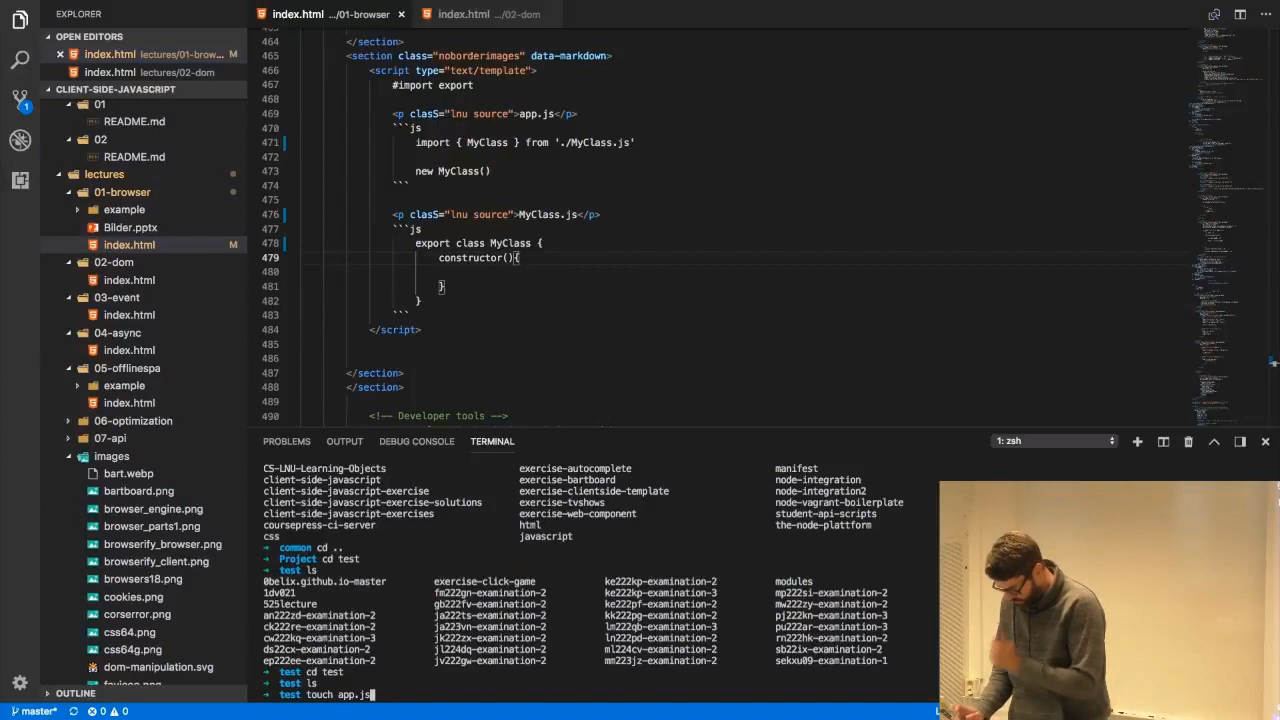 EXPLORER
OPEN EDITORS
index.html lectures/01-brow... M
index.html lectures/02-dom
CLIENT-SIDE-JAVASCRIPT
01
README.md
02
README.md
lectures
01-browser
example
Bilder.pptx
index.html M
02-dom
index.html
03-event
index.html
04-async
index.html
05-offlinespa
example
index.html
06-optimization
07-api
images
bart.webp
bartboard.png
browser_engine.png
browser_parts1.png
browserify_browser.png
browserify_client.png
browsers18.png
cookies.png
corserror.png
css64.png
css64g.png
dom-manipulation.svg
OUTLINE
1
index.html .../01-browser
index.html .../02-dom
464 </section>
465 <section class="noborderimages" data-markdown>
466 <script type="text/template">
467 #import export
468
469 <p class="lnu source">app.js</p>
470 ```js
471 import { MyClass } from './MyClass.js'
472
473 new MyClass()
474 ```
475
476 <p class="lnu source">MyClass.js</p>
477 ```js
478 export class MyClass {
479 constructor(){
480
481 }
482 }
483 ```
484 </script>
485
486
487 </section>
488 </section>
489
490 <!-- Developer tools -->
PROBLEMS OUTPUT DEBUG CONSOLE TERMINAL 1: zsh
CS-LNU-Learning-Objects exercise-autocomplete manifest
client-side-javascript exercise-bartboard node-integration
client-side-javascript-exercise exercise-clientside-template node-integration2
client-side-javascript-exercise-solutions exercise-tvshows node-vagrant-boilerplate
client-side-javascript-exercises exercise-web-component student-api-scripts
coursepress-ci-server html the-node-plattform
css javascript
➜ common cd ..
➜ Project cd test
➜ test ls
0belix.github.io-master exercise-click-game ke222kp-examination-2 modules
1dv021 fm222gn-examination-2 ke222kp-examination-3 mp222si-examination-2
525lecture gb222fv-examination-2 ke222pf-examination-2 mw222zy-examination-2
an222zd-examination-2 ja222ts-examination-2 ke222pm-examination-2 pj222kn-examination-3
ck222re-examination-2 ja223vn-examination-2 lm222qb-examination-3 pu222ar-examination-3
cw222kq-examination-3 jk222zx-examination-2 ln222pd-examination-2 rn222hk-examination-2
ds22cx-examination-2 jl224dq-examination-2 ml224cv-examination-2 sb22ix-examination-2
ep222ee-examination-2 jv222gw-examination-2 mm223jz-examination-2 sekxu09-examination-1
➜ test cd test
➜ test ls
➜ test touch app.js
master* 0 0